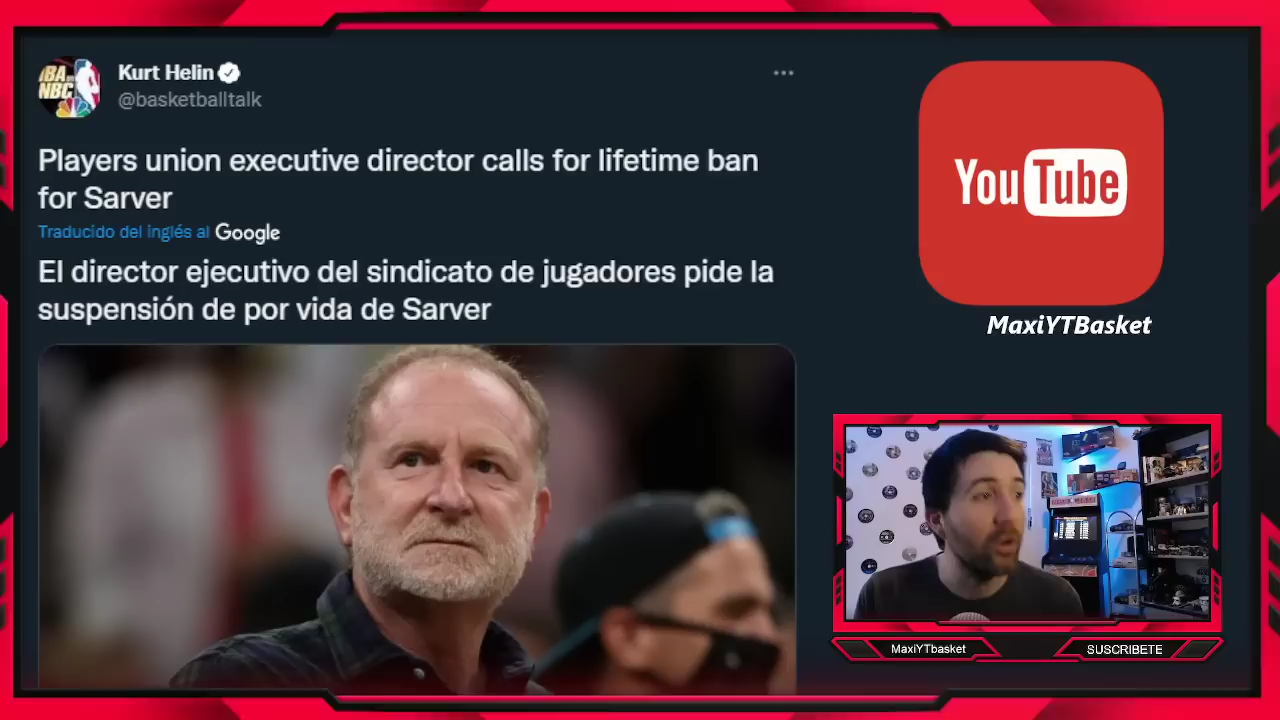 Kurt Helin
@basketballtalk
Players union executive director calls for lifetime ban
for Sarver
Traducido del inglés al Google
El director ejecutivo del sindicato de jugadores pide la
suspensión de por vida de Sarver
YouTube
MaxiYTBasket
MaxiYTbasket
SUSCRIBETE
NBC